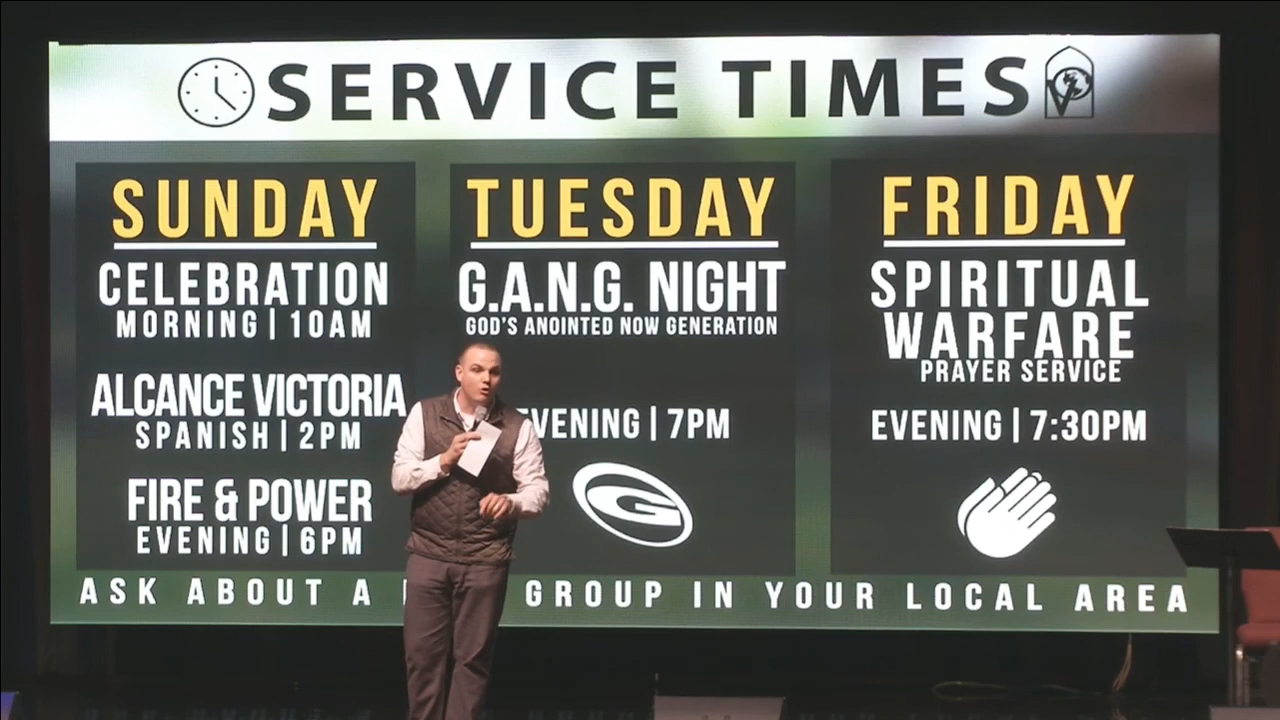 SERVICE TIMES
SUNDAY
CELEBRATION
MORNING | 10AM
ALCANCE VICTORIA
SPANISH | 2PM
FIRE & POWER
EVENING | 6PM
TUESDAY
G.A.N.G. NIGHT
GOD'S ANOINTED NOW GENERATION
EVENING | 7PM
G
FRIDAY
SPIRITUAL
WARFARE
PRAYER SERVICE
EVENING | 7:30PM
ASK ABOUT A GROUP IN YOUR LOCAL AREA